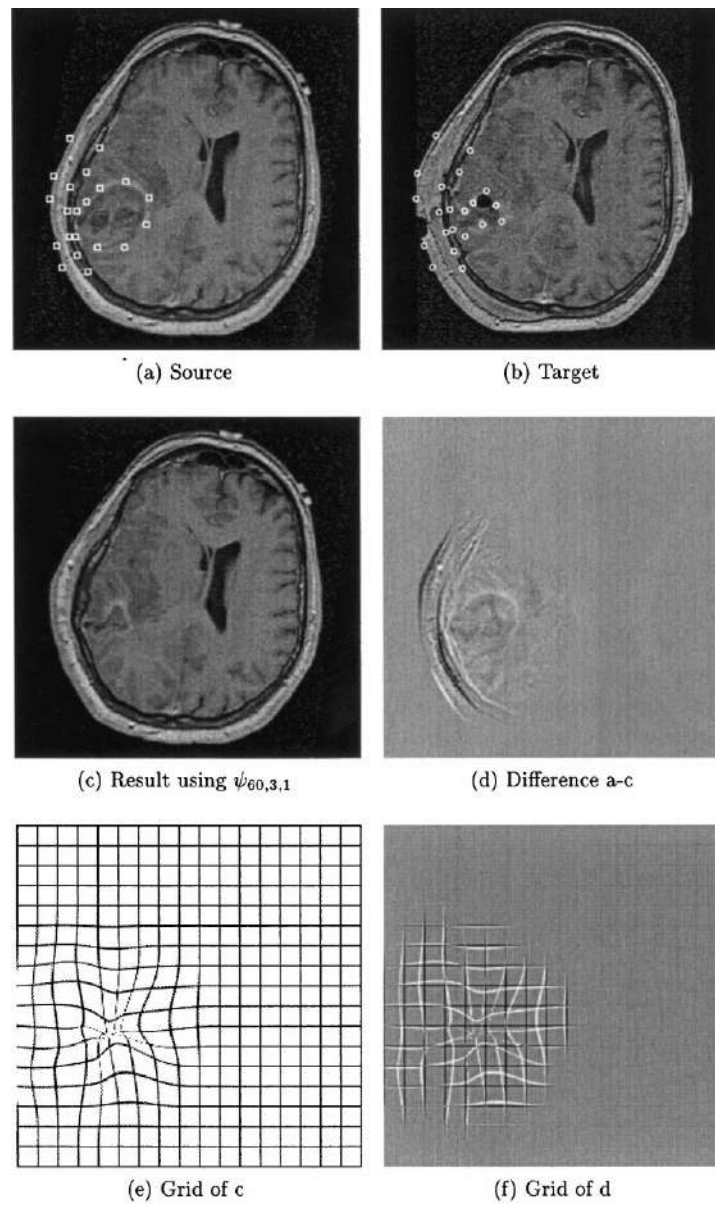 (a) Source
(b) Target
(c) Result using ψ60,3,1
(d) Difference a-c
(e) Grid of c
(f) Grid of d